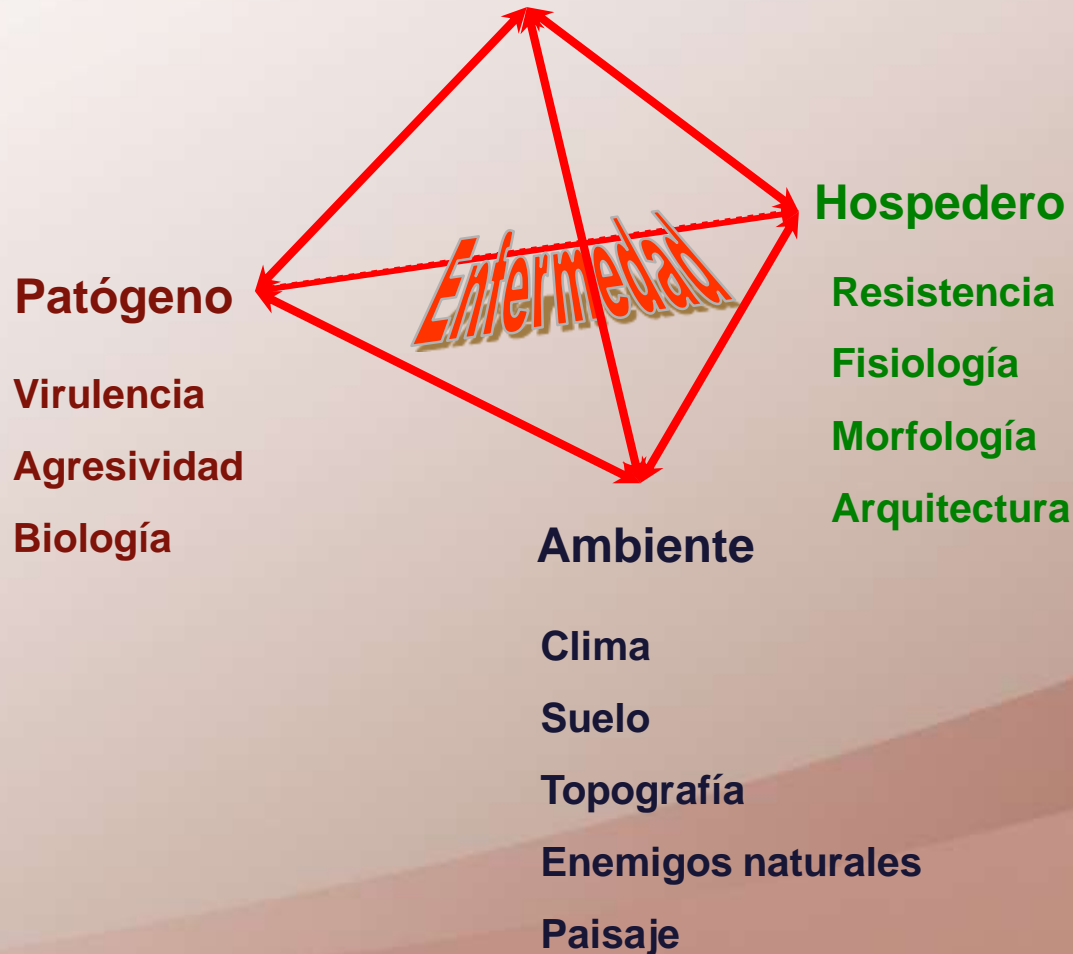 Enfermedad
Patógeno
Virulencia
Agresividad
Biología
Hospedero
Resistencia
Fisiología
Morfología
Arquitectura
Ambiente
Clima
Suelo
Topografía
Enemigos naturales
Paisaje